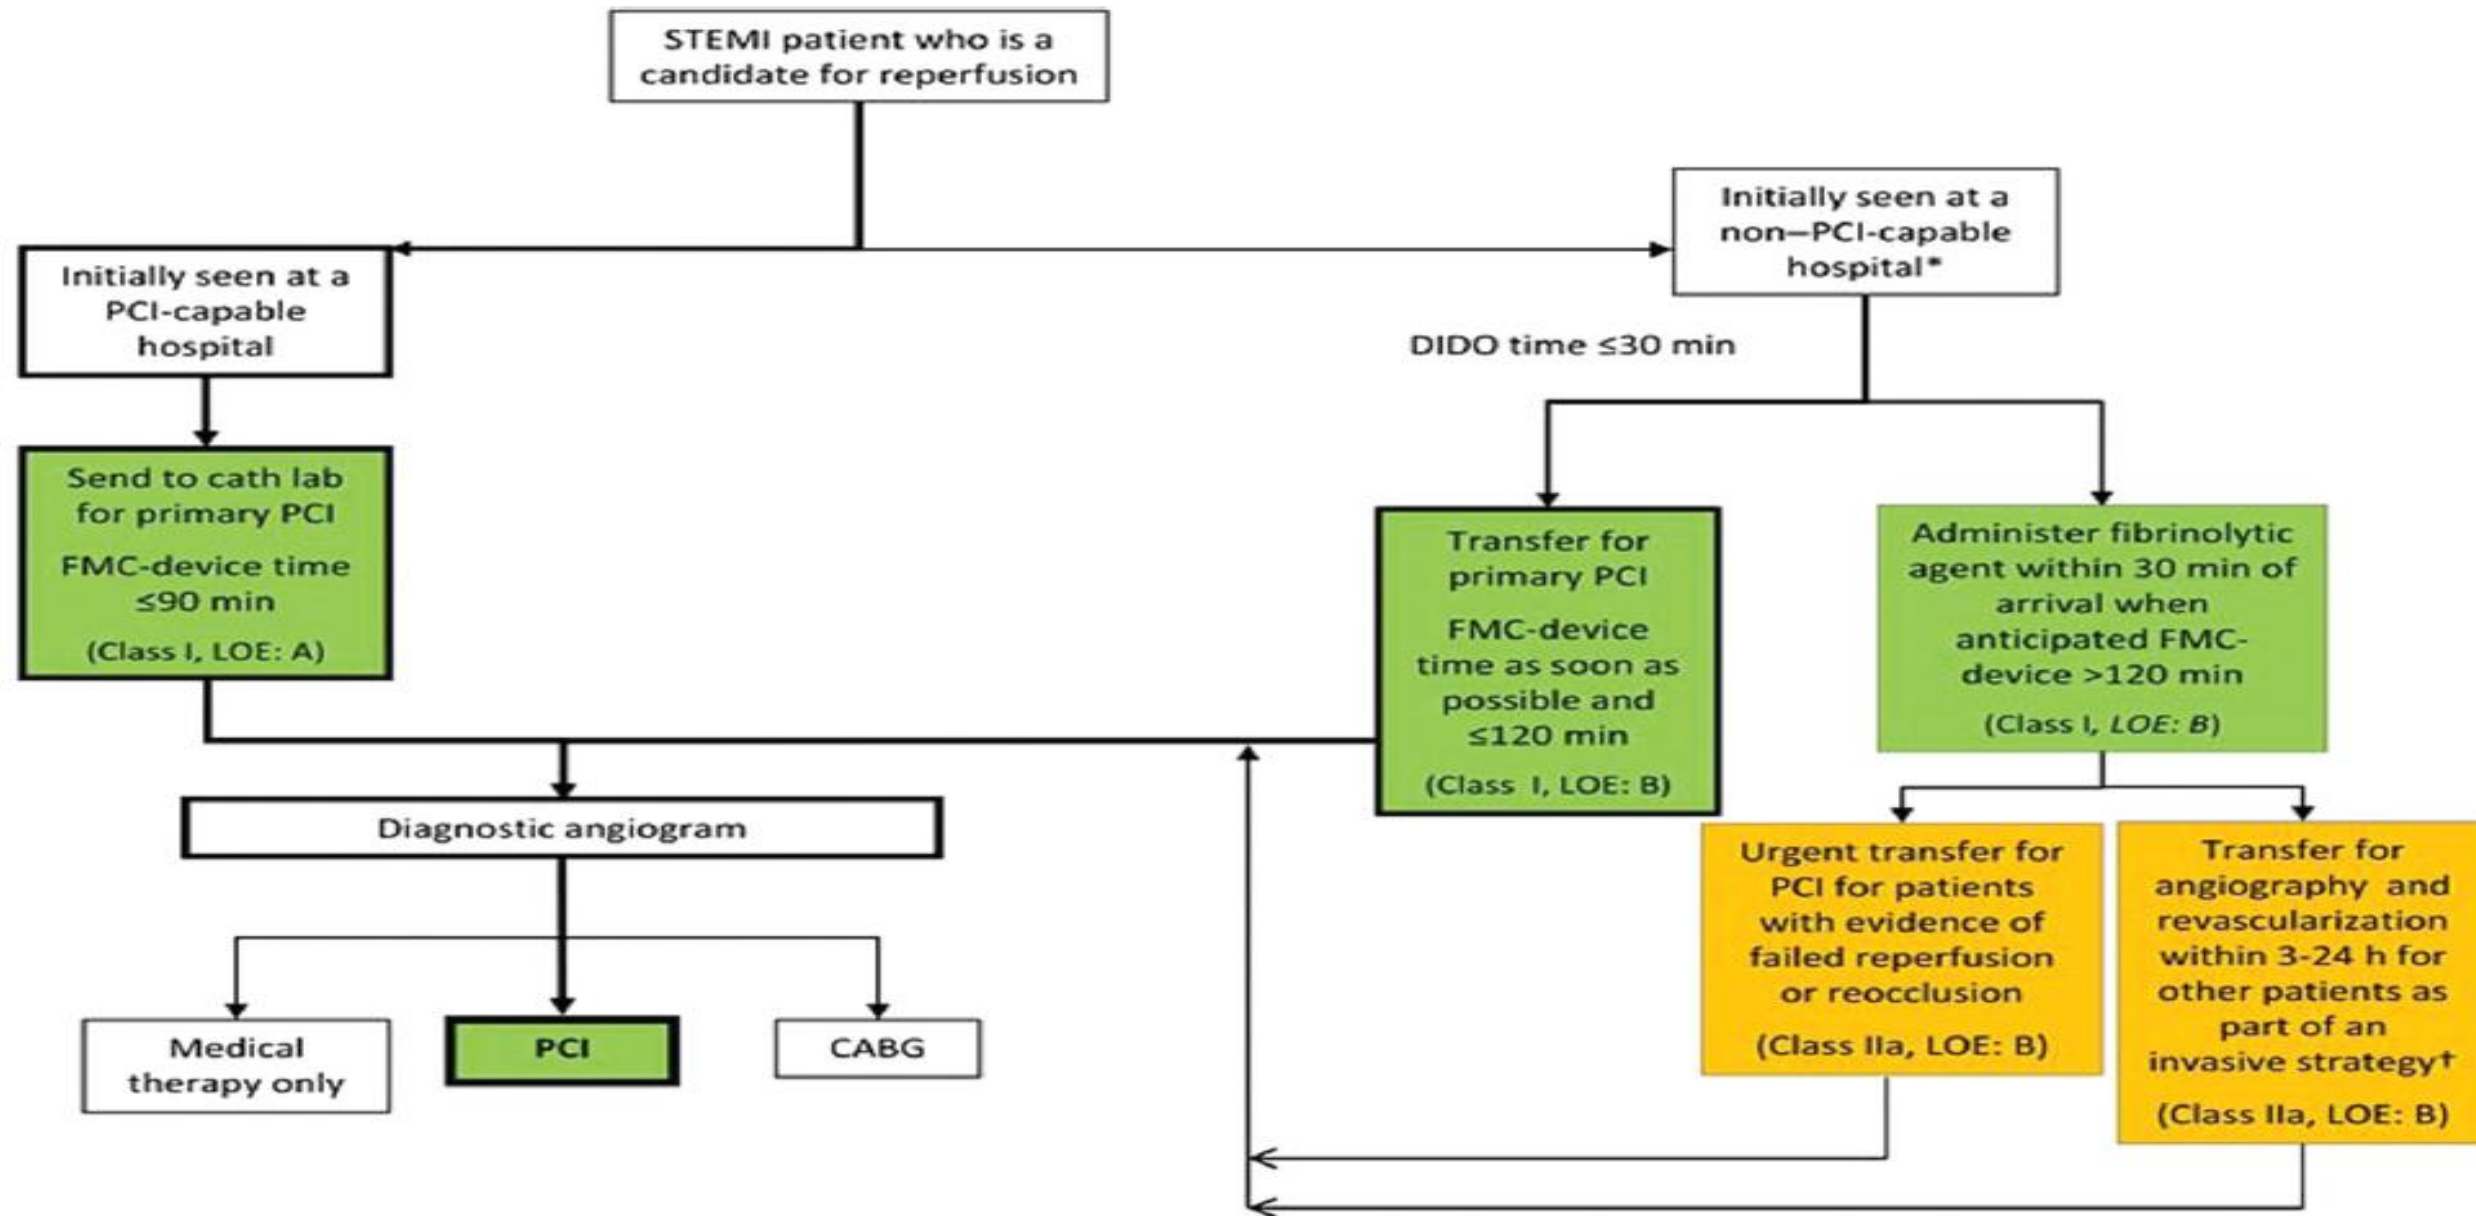 STEMI patient who is a
candidate for reperfusion
Initially seen at a
non–PCI-capable
hospital*
Initially seen at a
PCI-capable
hospital
DIDO time ≤30 min
Send to cath lab
for primary PCI
FMC-device time
≤90 min
(Class I, LOE: A)
Transfer for
primary PCI
FMC-device
time as soon as
possible and
≤120 min
(Class I, LOE: B)
Administer fibrinolytic
agent within 30 min of
arrival when
anticipated FMC-
device >120 min
(Class I, LOE: B)
Diagnostic angiogram
Urgent transfer for
PCI for patients
with evidence of
failed reperfusion
or reocclusion
(Class IIa, LOE: B)
Transfer for
angiography and
revascularization
within 3-24 h for
other patients as
part of an
invasive strategy†
(Class IIa, LOE: B)
Medical
therapy only
PCI
CABG